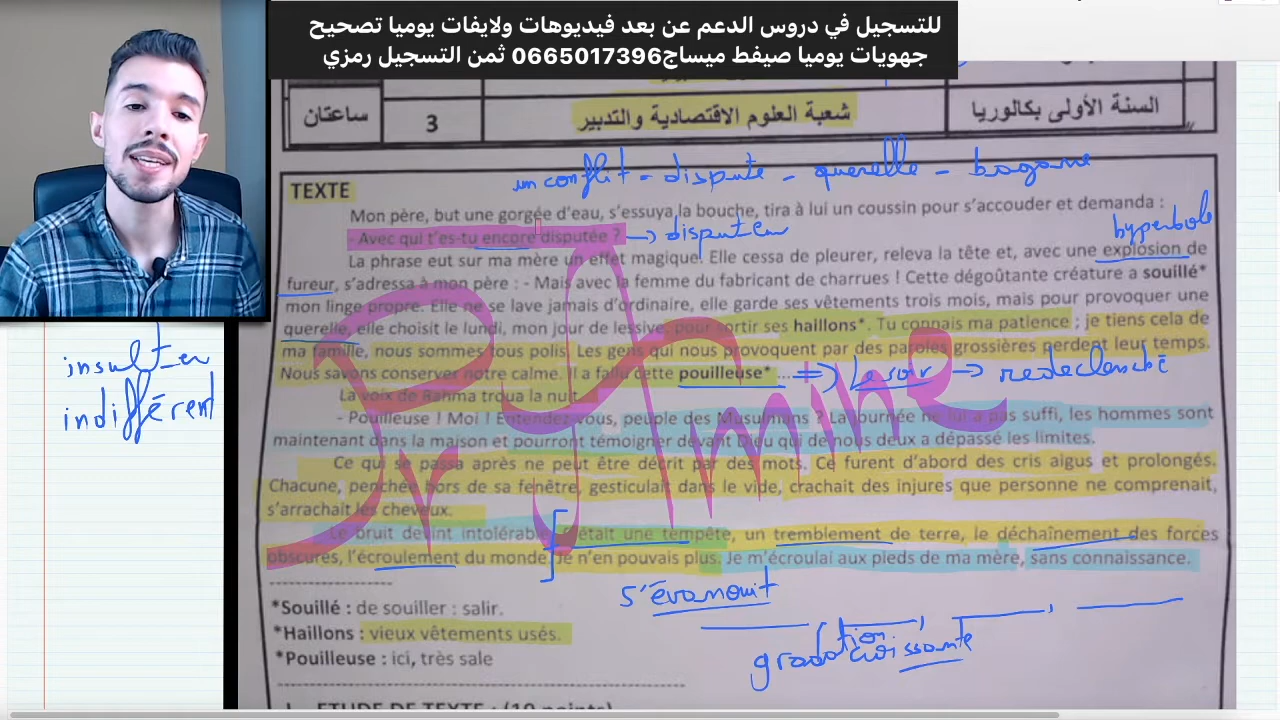 للتسجيل في دروس الدعم عن بعد فيديوهات ولايفات يوميا تصحيح
جهويات يوميا صيفط ميساج0665017396 ثمن التسجيل رمزي
السنة الأولى بكالوريا
شعبة العلوم الاقتصادية والتدبير
3
ساعتان
un conflit - dispute - querelle - bagarre
TEXTE
Mon père, but une gorgée d'eau, s'essuya la bouche, tira à lui un coussin pour s'accouder et demanda :
- Avec qui t'es-tu encore disputée ?
hyperbole
La phrase eut sur ma mère un effet magique. Elle cessa de pleurer, releva la tête et, avec une explosion de
fureur, s'adressa à mon père : - Mais avec la femme du fabricant de charrues ! Cette dégoûtante créature a souillé*
mon linge propre. Elle ne se lave jamais d'ordinaire, elle garde ses vêtements trois mois, mais pour provoquer une
querelle, elle choisit le lundi, mon jour de lessive, pour sortir ses haillons*. Tu connais ma patience ; je tiens cela de
ma famille, nous sommes tous polis. Les gens qui nous provoquent par des paroles grossières perdent leur temps.
Nous savons conserver notre calme. Il a fallu cette pouilleuse* ... => Le soir -> redéclenché
La voix de Rahma troua la nuit.
- Pouilleuse ! Moi ! Entendez-vous, peuple des Musulmans ? La journée ne lui a pas suffi, les hommes sont
maintenant dans la maison et pourront témoigner devant Dieu qui de nous deux a dépassé les limites.
Ce qui se passa après ne peut être décrit par des mots. Ce furent d'abord des cris aigus et prolongés.
Chacune, penchée hors de sa fenêtre, gesticulait dans le vide, crachait des injures que personne ne comprenait,
s'arrachait les cheveux.
Le bruit devint intolérable. C'était une tempête, un tremblement de terre, le déchaînement des forces
obscures, l'écroulement du monde. Je n'en pouvais plus. Je m'écroulai aux pieds de ma mère, sans connaissance.
s'évanouit
*Souillé : de souiller : salir.
*Haillons : vieux vêtements usés.
*Pouilleuse : ici, très sale
gradation
croissante
insulter
indifférent
Pr Amine
I - ETUDE DE TEXTE : (10 points)